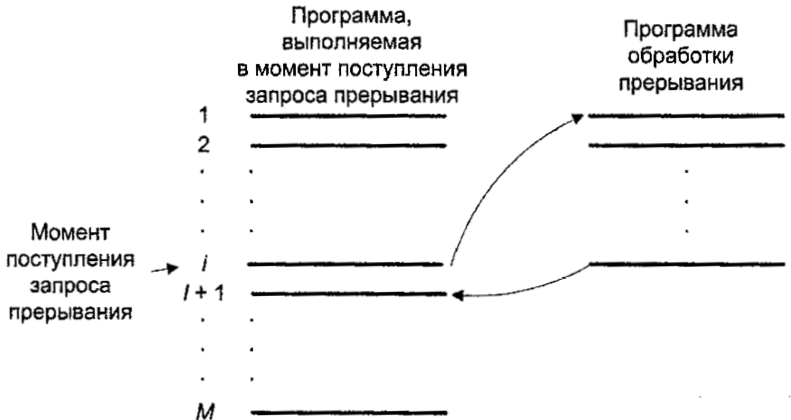 Программа,
выполняемая
в момент поступления
запроса прерывания
Программа
обработки
прерывания
1
2
Момент
поступления
запроса
прерывания
I
I + 1
M